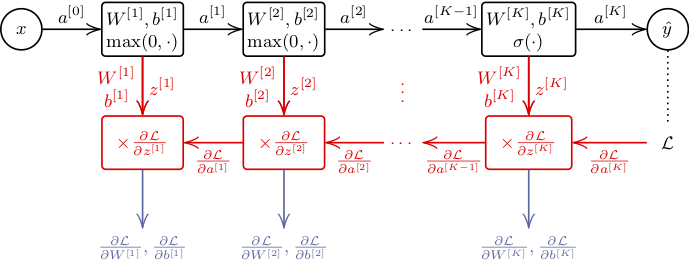 x a^{[0]} W^{[1]}, b^{[1]} a^{[1]} W^{[2]}, b^{[2]} a^{[2]} ⋯ a^{[K−1]} W^{[K]}, b^{[K]} a^{[K]} ŷ
max(0, ·) max(0, ·) σ(·)
W^{[1]} z^{[1]} W^{[2]} z^{[2]} ⋮ W^{[K]} z^{[K]}
b^{[1]} b^{[2]} b^{[K]}
× ∂ℒ/∂z^{[1]} ∂ℒ/∂a^{[1]} × ∂ℒ/∂z^{[2]} ∂ℒ/∂a^{[2]} ⋯ ∂ℒ/∂a^{[K−1]} × ∂ℒ/∂z^{[K]} ∂ℒ/∂a^{[K]} ℒ
∂ℒ/∂W^{[1]}, ∂ℒ/∂b^{[1]} ∂ℒ/∂W^{[2]}, ∂ℒ/∂b^{[2]} ∂ℒ/∂W^{[K]}, ∂ℒ/∂b^{[K]}